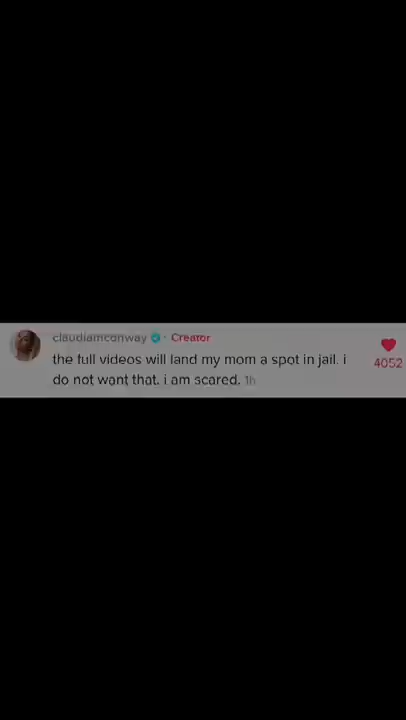 claudiamconway · Creator
the full videos will land my mom a spot in jail. i
do not want that. i am scared. 1h
4052